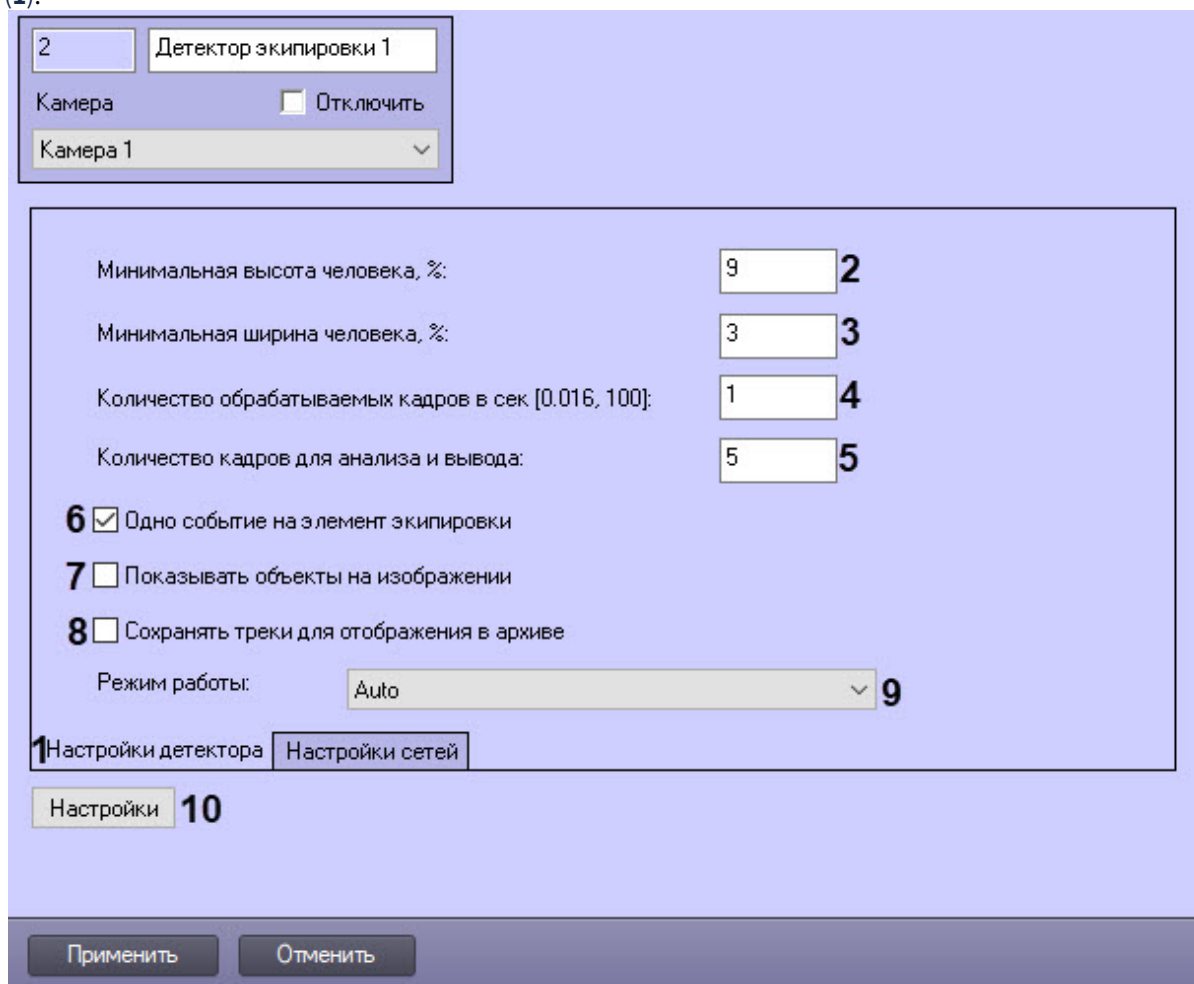 (1).
2 Детектор экипировки 1
Камера Отключить
Камера 1
Минимальная высота человека, %: 9 2
Минимальная ширина человека, %: 3 3
Количество обрабатываемых кадров в сек [0.016, 100]: 1 4
Количество кадров для анализа и вывода: 5 5
6 Одно событие на элемент экипировки
7 Показывать объекты на изображении
8 Сохранять треки для отображения в архиве
Режим работы: Auto 9
1 Настройки детектора Настройки сетей
Настройки 10
Применить Отменить